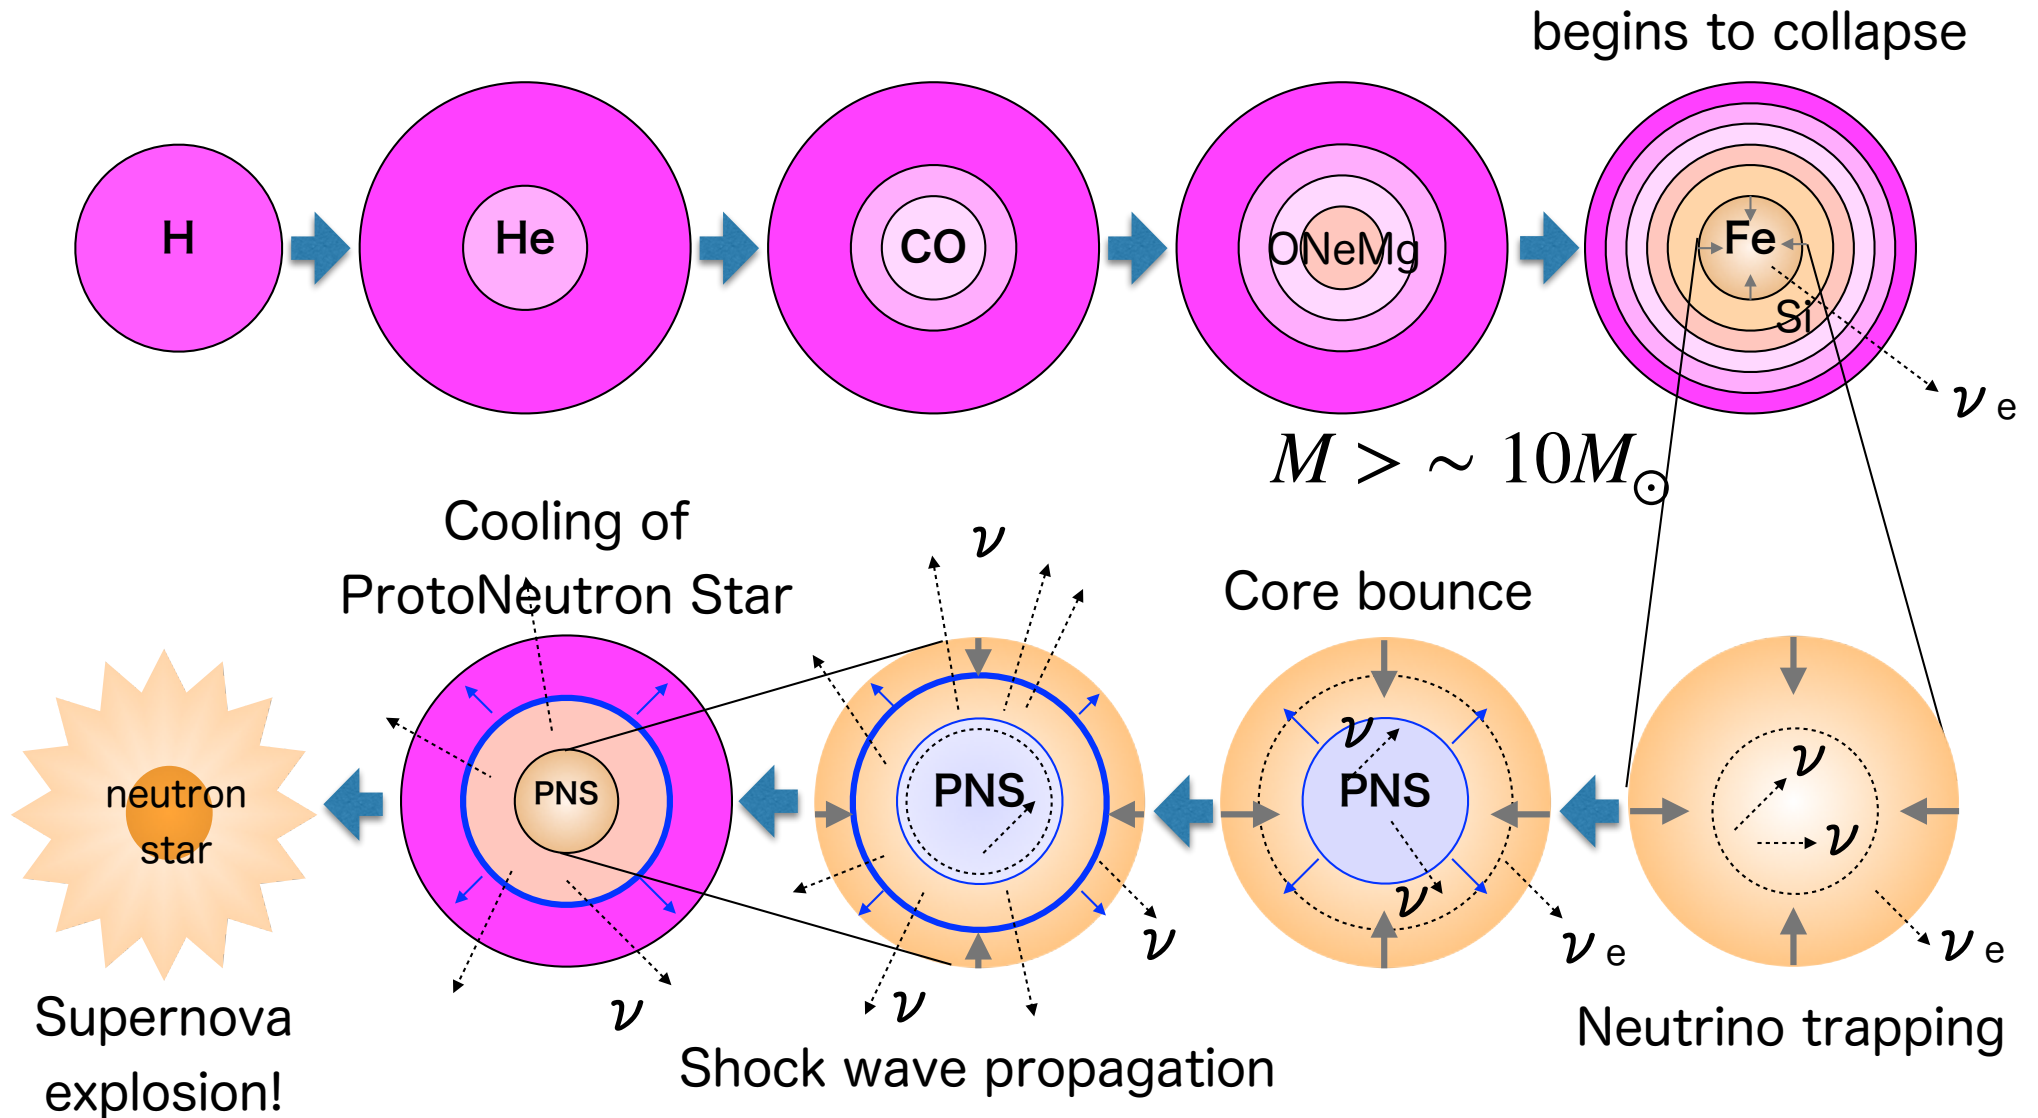 begins to collapse
H
He
CO
ONeMg
Fe
Si
ν e
M > ∼ 10M⊙
Cooling of
ProtoNeutron Star
ν
Core bounce
neutron
star
PNS
PNS
PNS
ν
ν
ν
ν
ν
ν
ν
ν e
ν e
Supernova
explosion!
Shock wave propagation
Neutrino trapping